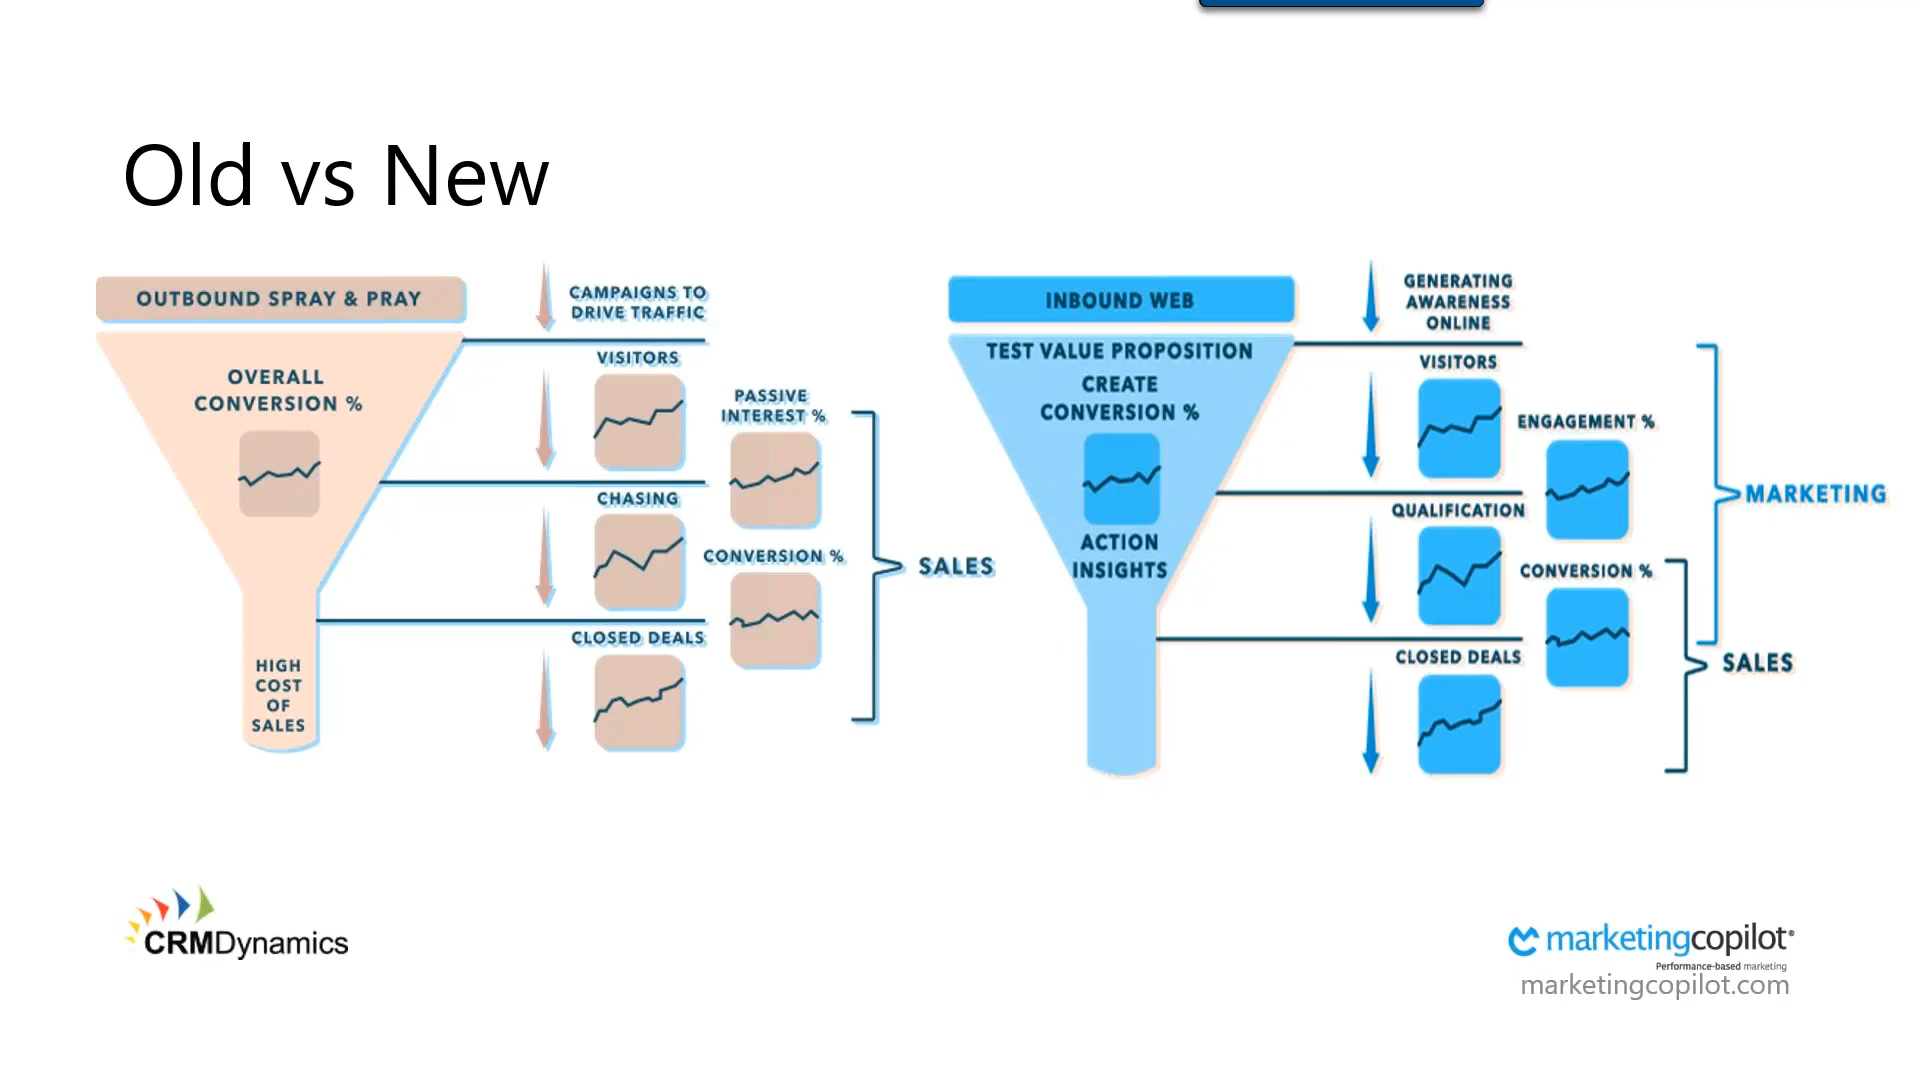 Old vs New
OUTBOUND SPRAY & PRAY
OVERALL
CONVERSION %
HIGH
COST
OF
SALES
CAMPAIGNS TO
DRIVE TRAFFIC
VISITORS
PASSIVE
INTEREST %
CHASING
CONVERSION %
CLOSED DEALS
SALES
INBOUND WEB
TEST VALUE PROPOSITION
CREATE
CONVERSION %
ACTION
INSIGHTS
GENERATING
AWARENESS
ONLINE
VISITORS
ENGAGEMENT %
QUALIFICATION
CONVERSION %
CLOSED DEALS
MARKETING
SALES
CRMDynamics
marketingcopilot®
Performance-based marketing
marketingcopilot.com